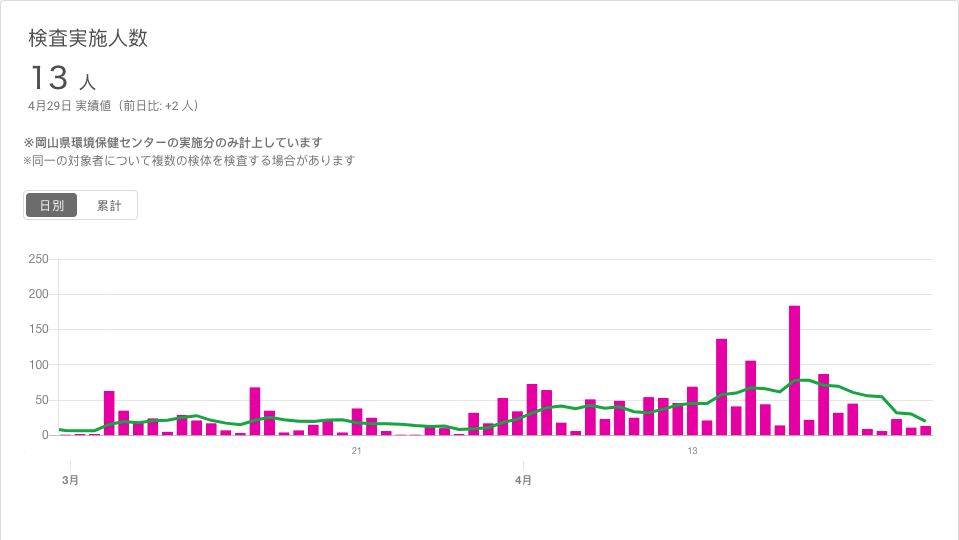 検査実施人数
13 人
4月29日 実績値（前日比: +2 人）
※岡山県環境保健センターの実施分のみ計上しています
※同一の対象者について複数の検体を検査する場合があります
日別 累計
250
200
150
100
50
0
21 13
3月 4月